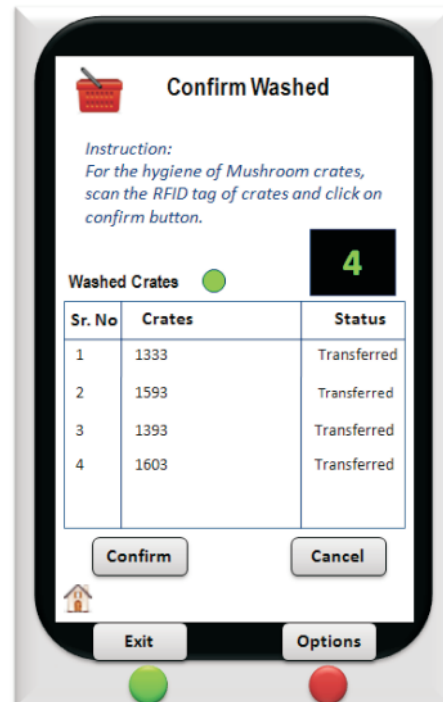 Confirm Washed
Instruction:
For the hygiene of Mushroom crates,
scan the RFID tag of crates and click on
confirm button.
4
Washed Crates
Sr. No Crates Status
1 1333 Transferred
2 1593 Transferred
3 1393 Transferred
4 1603 Transferred
Confirm Cancel
Exit Options